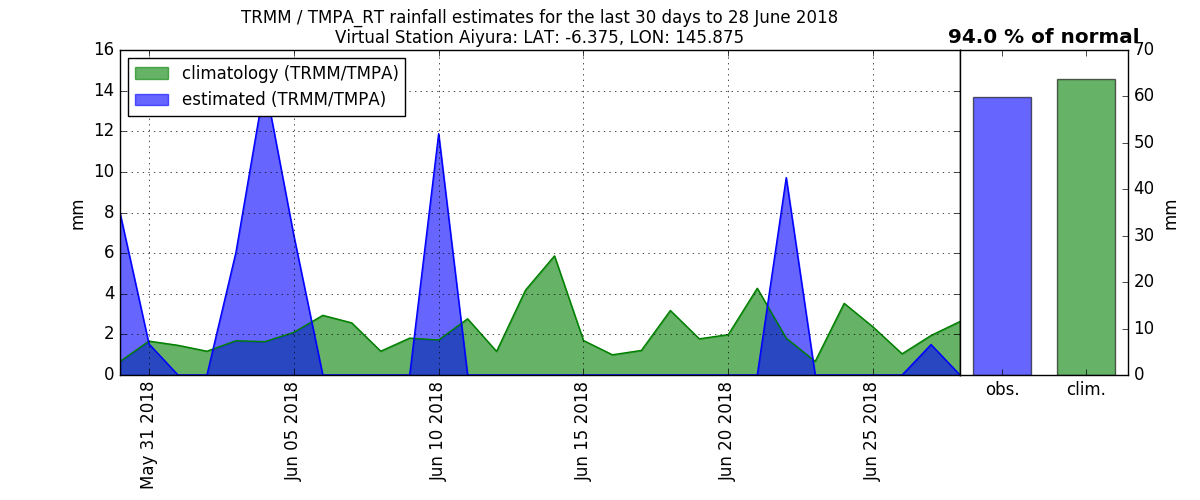 TRMM / TMPA_RT rainfall estimates for the last 30 days to 28 June 2018
Virtual Station Aiyura: LAT: -6.375, LON: 145.875
94.0 % of normal
climatology (TRMM/TMPA)
estimated (TRMM/TMPA)
16
14
12
10
8
6
4
2
0
mm
May 31 2018
Jun 05 2018
Jun 10 2018
Jun 15 2018
Jun 20 2018
Jun 25 2018
70
60
50
40
30
20
10
0
mm
obs.
clim.